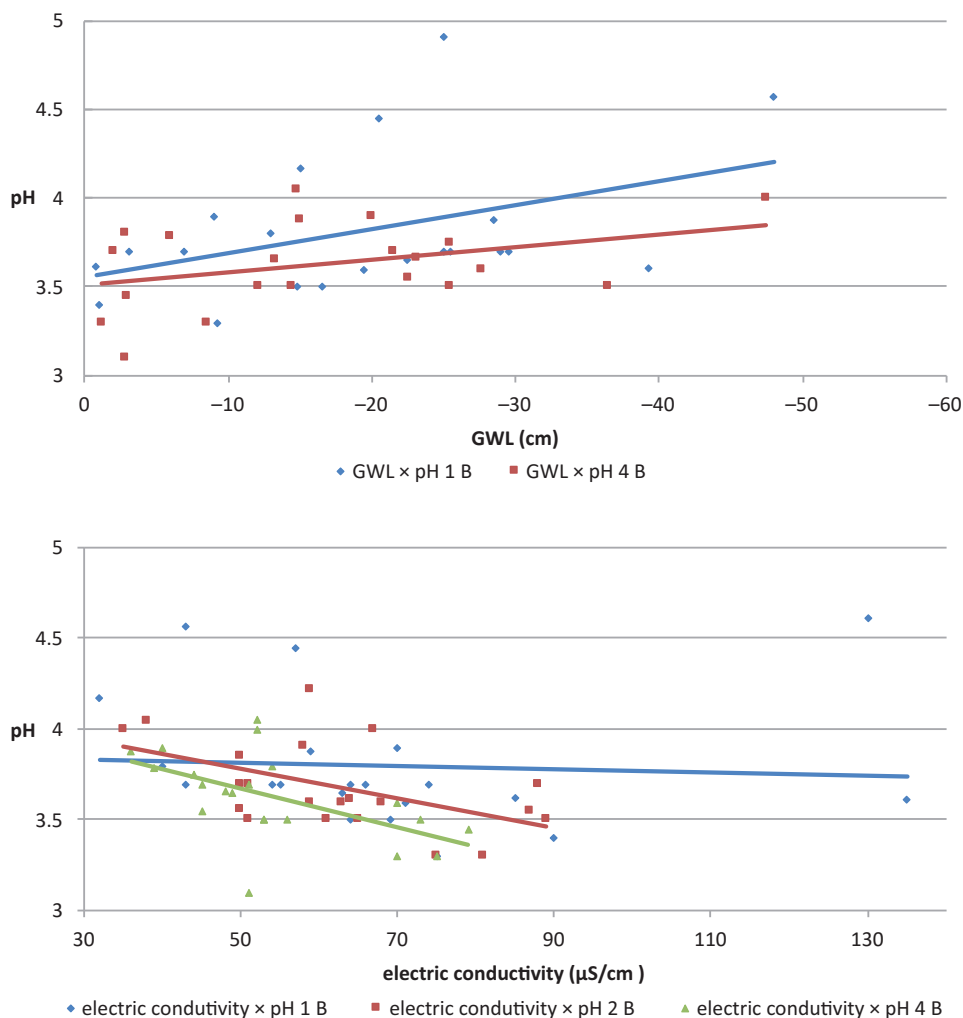 5
4.5
pH
4
3.5
3
0 –10 –20 –30 –40 –50 –60
GWL (cm)
GWL × pH 1 B GWL × pH 4 B
5
4.5
pH
4
3.5
3
30 50 70 90 110 130
electric conductivity (μS/cm )
electric condutivity × pH 1 B electric condutivity × pH 2 B electric condutivity × pH 4 B